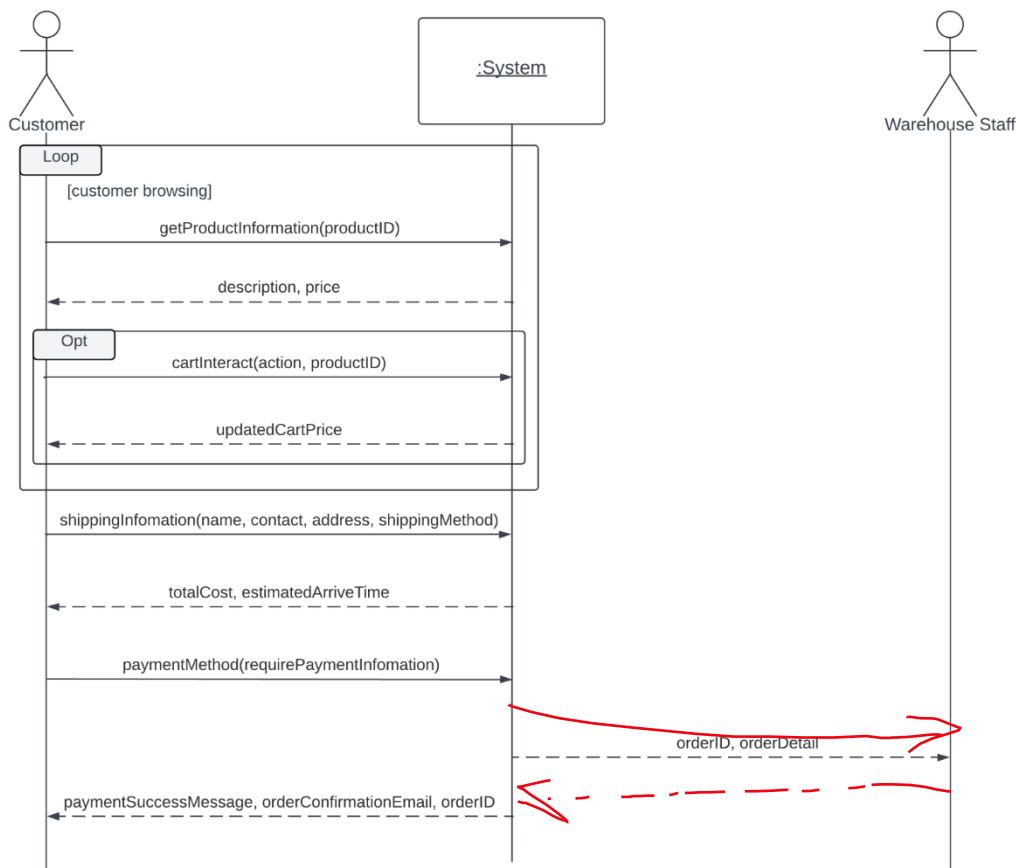 :System
Customer
Warehouse Staff
Loop
[customer browsing]
getProductInformation(productID)
description, price
Opt
cartInteract(action, productID)
updatedCartPrice
shippingInfomation(name, contact, address, shippingMethod)
totalCost, estimatedArriveTime
paymentMethod(requirePaymentInfomation)
orderID, orderDetail
paymentSuccessMessage, orderConfirmationEmail, orderID